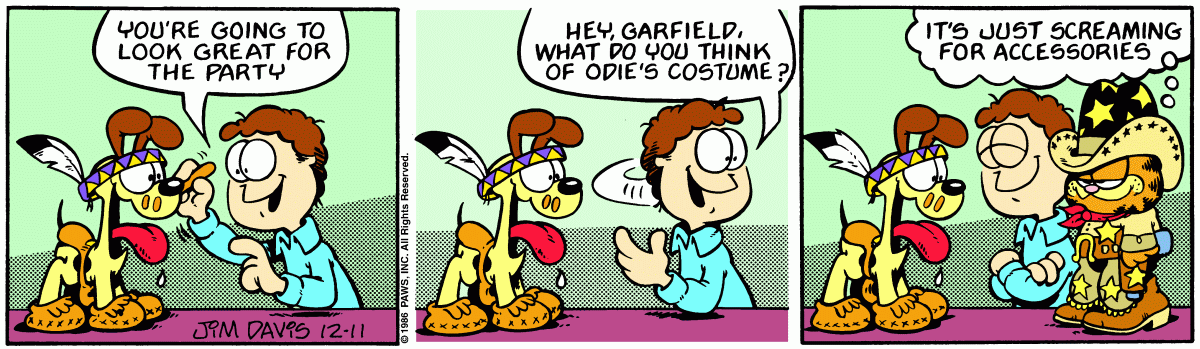 YOU'RE GOING TO
LOOK GREAT FOR
THE PARTY
JIM DAVIS 12-11
© 1986 PAWS, INC. All Rights Reserved.
HEY, GARFIELD,
WHAT DO YOU THINK
OF ODIE'S COSTUME?
IT'S JUST SCREAMING
FOR ACCESSORIES